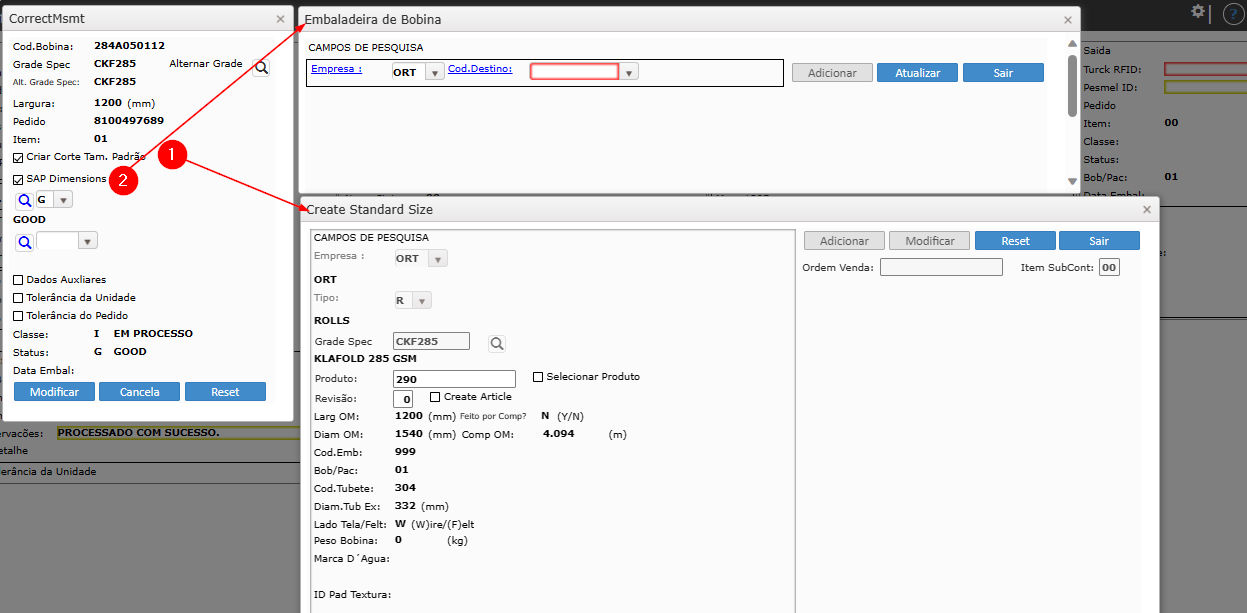 CorrectMsmt ×
Cod.Bobina: 284A050112
Grade Spec CKF285 Alternar Grade
Alt. Grade Spec: CKF285
Largura: 1200 (mm)
Pedido 8100497689
Item: 01
Criar Corte Tam. Padrão
1
SAP Dimensions
2
G
GOOD
Dados Auxliares
Tolerância da Unidade
Tolerância do Pedido
Classe: I EM PROCESSO
Status: G GOOD
Data Embal:
Modificar Cancela Reset
ervacões: PROCESSADO COM SUCESSO.
etalhe
erância da Unidade
Embaladeira de Bobina ×
CAMPOS DE PESQUISA
Empresa : ORT Cod.Destino: Adicionar Atualizar Sair
?
Saida
Turck RFID:
Pesmel ID:
Pedido
Item: 00
Classe:
Status:
Bob/Pac: 01
Data Embal:
Create Standard Size ×
CAMPOS DE PESQUISA
Empresa : ORT
ORT
Tipo: R
ROLLS
Grade Spec CKF285
KLAFOLD 285 GSM
Produto: 290 Selecionar Produto
Revisão: 0 Create Article
Larg OM: 1200 (mm) Feito por Comp? N (Y/N)
Diam OM: 1540 (mm) Comp OM: 4.094 (m)
Cod.Emb: 999
Bob/Pac: 01
Cod.Tubete: 304
Diam.Tub Ex: 332 (mm)
Lado Tela/Felt: W (W)ire/(F)elt
Peso Bobina: 0 (kg)
Marca D´Agua:
ID Pad Textura:
Adicionar Modificar Reset Sair
Ordem Venda: Item SubCont: 00